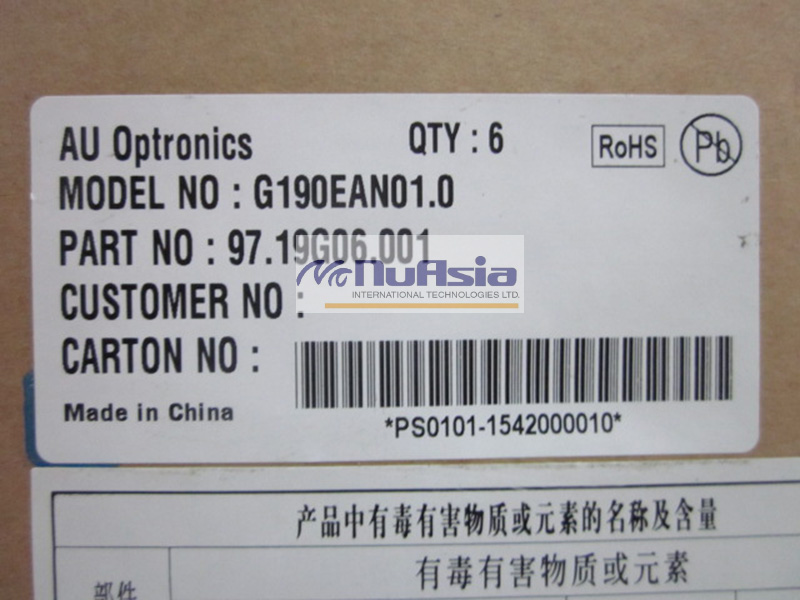 AU Optronics QTY : 6 RoHS Pb
MODEL NO : G190EAN01.0
PART NO : 97.19G06.001
NuAsia
INTERNATIONAL TECHNOLOGIES LTD.
CUSTOMER NO :
CARTON NO :
Made in China
*PS0101-1542000010*
产品中有毒有害物质或元素的名称及含量
有毒有害物质或元素
部件